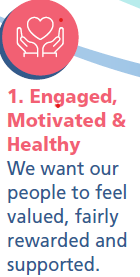 1. Engaged,
Motivated &
Healthy
We want our
people to feel
valued, fairly
rewarded and
supported.